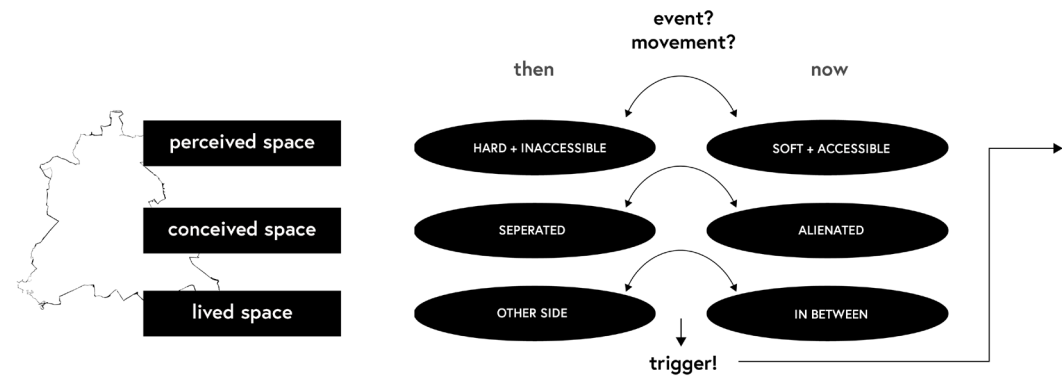 event?
movement?
then
now
perceived space
HARD + INACCESSIBLE
SOFT + ACCESSIBLE
conceived space
SEPERATED
ALIENATED
lived space
OTHER SIDE
IN BETWEEN
trigger!